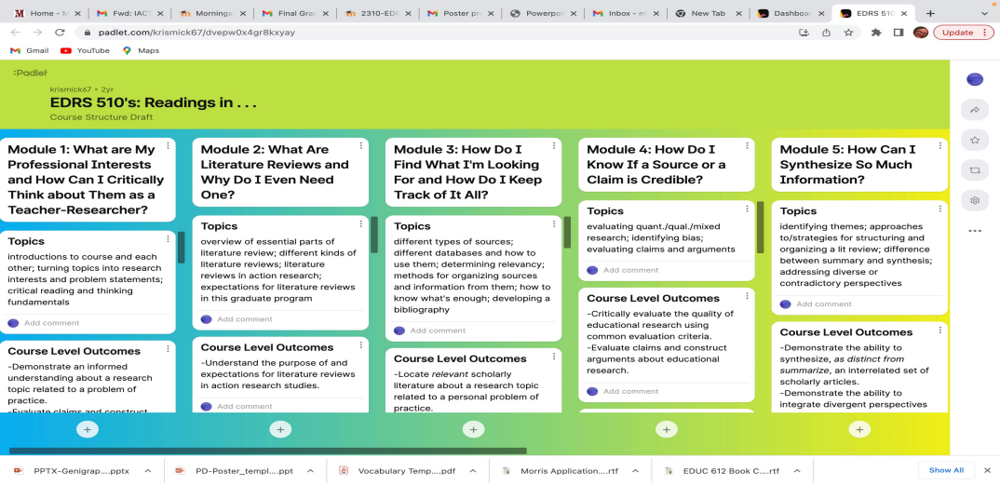 Home - M
Fwd: IACT
Mornings
Final Gra
2310-EDR
Poster pr
Powerpoi
Inbox - m
New Tab
Dashboar
EDRS 510
padlet.com/krismick67/dvepw0x4gr8kxyay
Update
Gmail
YouTube
Maps
:Padlet
krismick67 • 2yr
EDRS 510's: Readings in . . .
Course Structure Draft
Module 1: What are My
Professional Interests
and How Can I Critically
Think about Them as a
Teacher-Researcher?
Topics
introductions to course and each
other; turning topics into research
interests and problem statements;
critical reading and thinking
fundamentals
Add comment
Course Level Outcomes
-Demonstrate an informed
understanding about a research
topic related to a problem of
practice.
-Evaluate claims and construct
Module 2: What Are
Literature Reviews and
Why Do I Even Need
One?
Topics
overview of essential parts of
literature review; different kinds of
literature reviews; literature
reviews in action research;
expectations for literature reviews
in this graduate program
Add comment
Course Level Outcomes
-Understand the purpose of and
expectations for literature reviews
in action research studies.
Add comment
Module 3: How Do I
Find What I'm Looking
For and How Do I Keep
Track of It All?
Topics
different types of sources;
different databases and how to
use them; determining relevancy;
methods for organizing sources
and information from them; how to
know what's enough; developing a
bibliography
Add comment
Course Level Outcomes
-Locate relevant scholarly
literature about a research topic
related to a personal problem of
practice.
Module 4: How Do I
Know If a Source or a
Claim is Credible?
Topics
evaluating quant./qual./mixed
research; identifying bias;
evaluating claims and arguments
Add comment
Course Level Outcomes
-Critically evaluate the quality of
educational research using
common evaluation criteria.
-Evaluate claims and construct
arguments about educational
research.
Add comment
Module 5: How Can I
Synthesize So Much
Information?
Topics
identifying themes; approaches
to/strategies for structuring and
organizing a lit review; difference
between summary and synthesis;
addressing diverse or
contradictory perspectives
Add comment
Course Level Outcomes
-Demonstrate the ability to
synthesize, as distinct from
summarize, an interrelated set of
scholarly articles.
-Demonstrate the ability to
integrate divergent perspectives
PPTX-Genigrap....pptx
PD-Poster_templ....ppt
Vocabulary Temp....pdf
Morris Application....rtf
EDUC 612 Book C....rtf
Show All